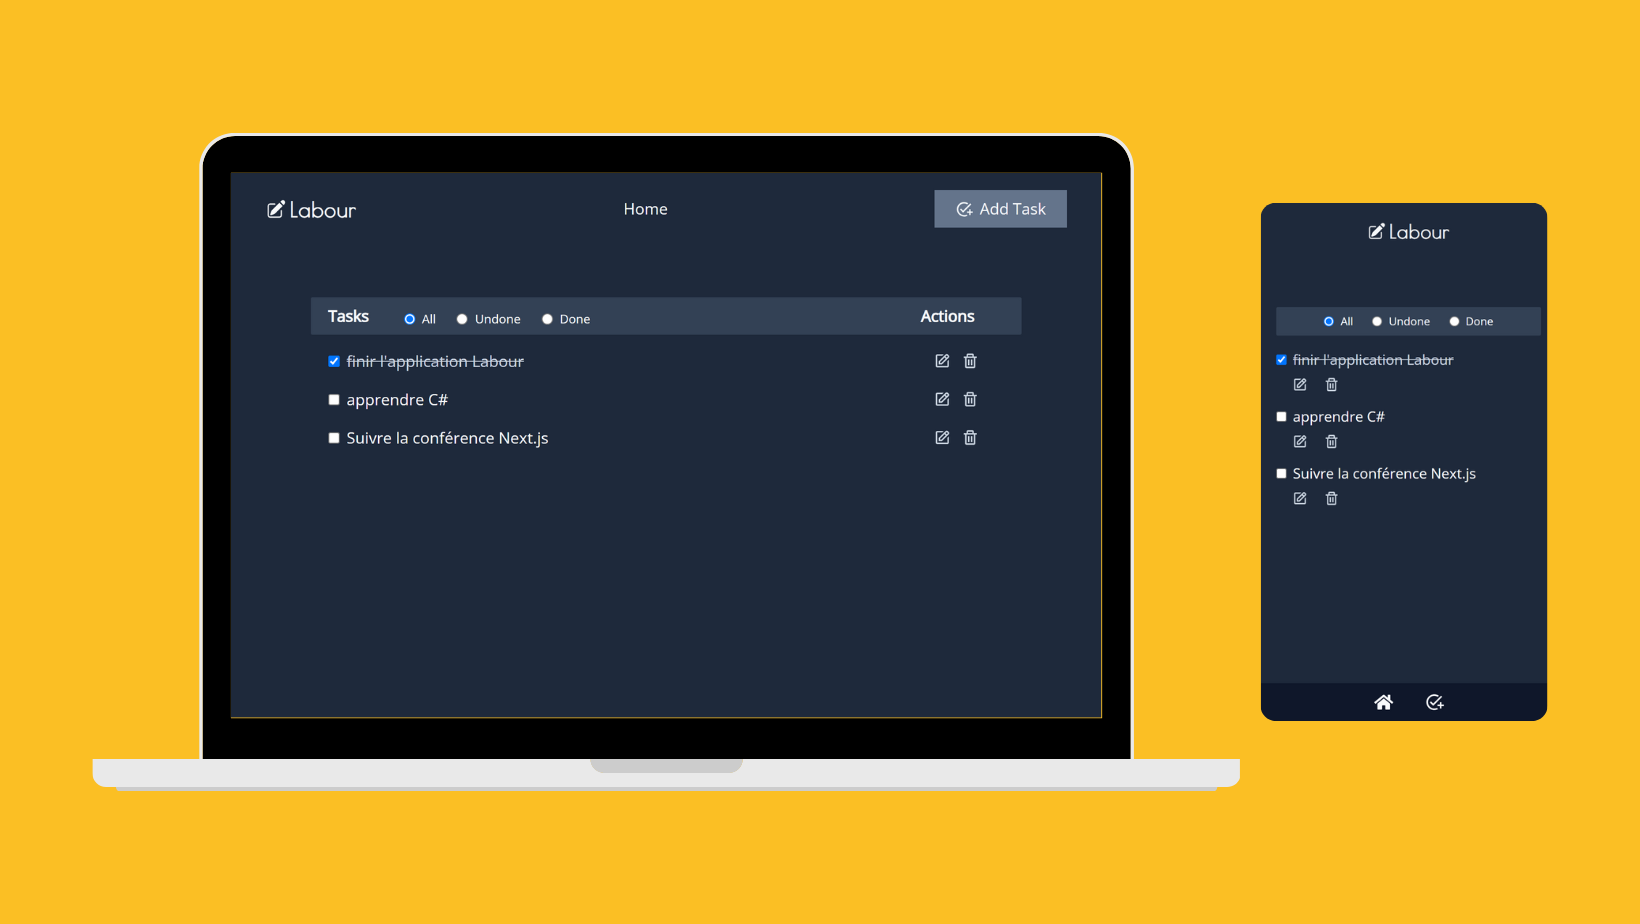 Labour
Home
Add Task
Tasks All Undone Done Actions
finir l'application Labour
apprendre C#
Suivre la conférence Next.js
Labour
All Undone Done
finir l'application Labour
apprendre C#
Suivre la conférence Next.js